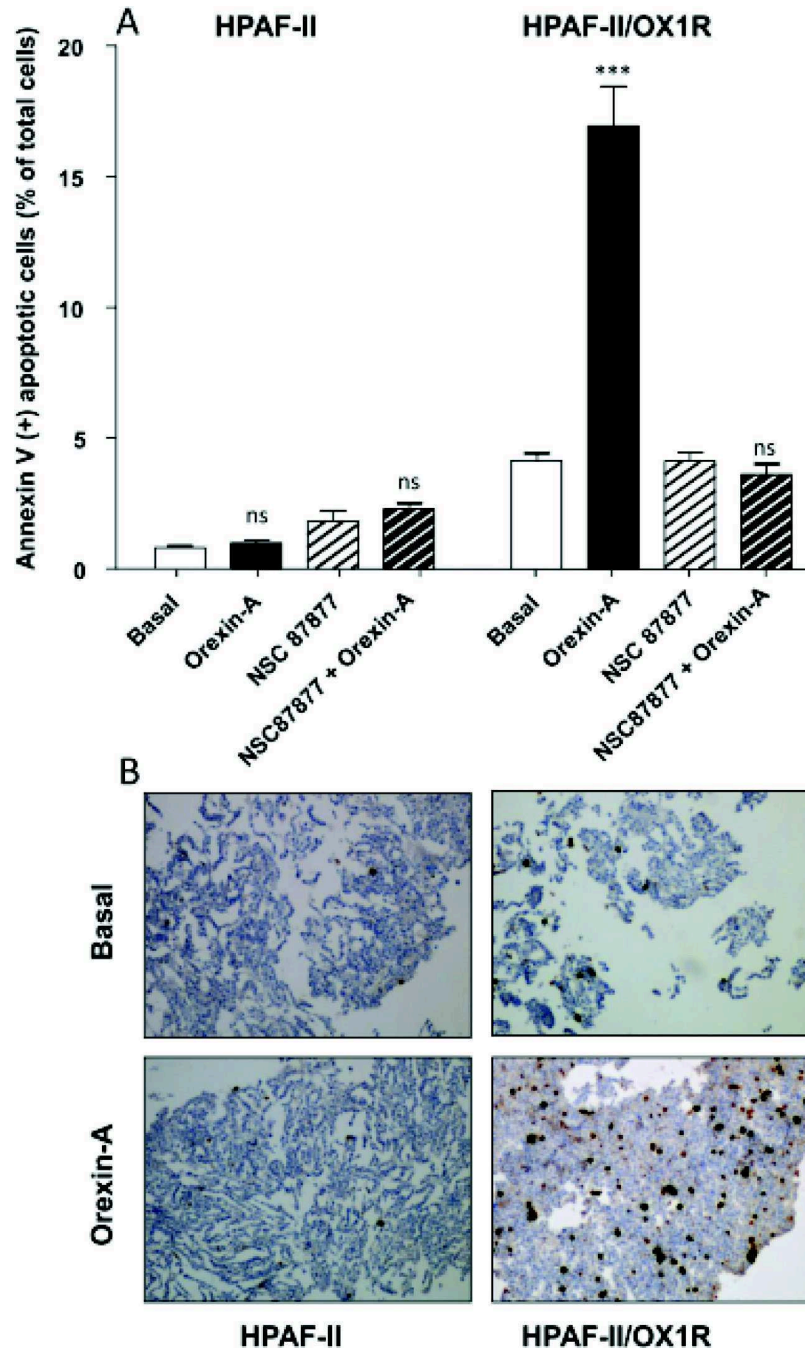 A
HPAF-II HPAF-II/OX1R
Annexin V (+) apoptotic cells (% of total cells)
20
15
10
5
0
***
ns
ns
ns
Basal
Orexin-A
NSC 87877
NSC87877 + Orexin-A
Basal
Orexin-A
NSC 87877
NSC87877 + Orexin-A
B
Basal
Orexin-A
HPAF-II HPAF-II/OX1R